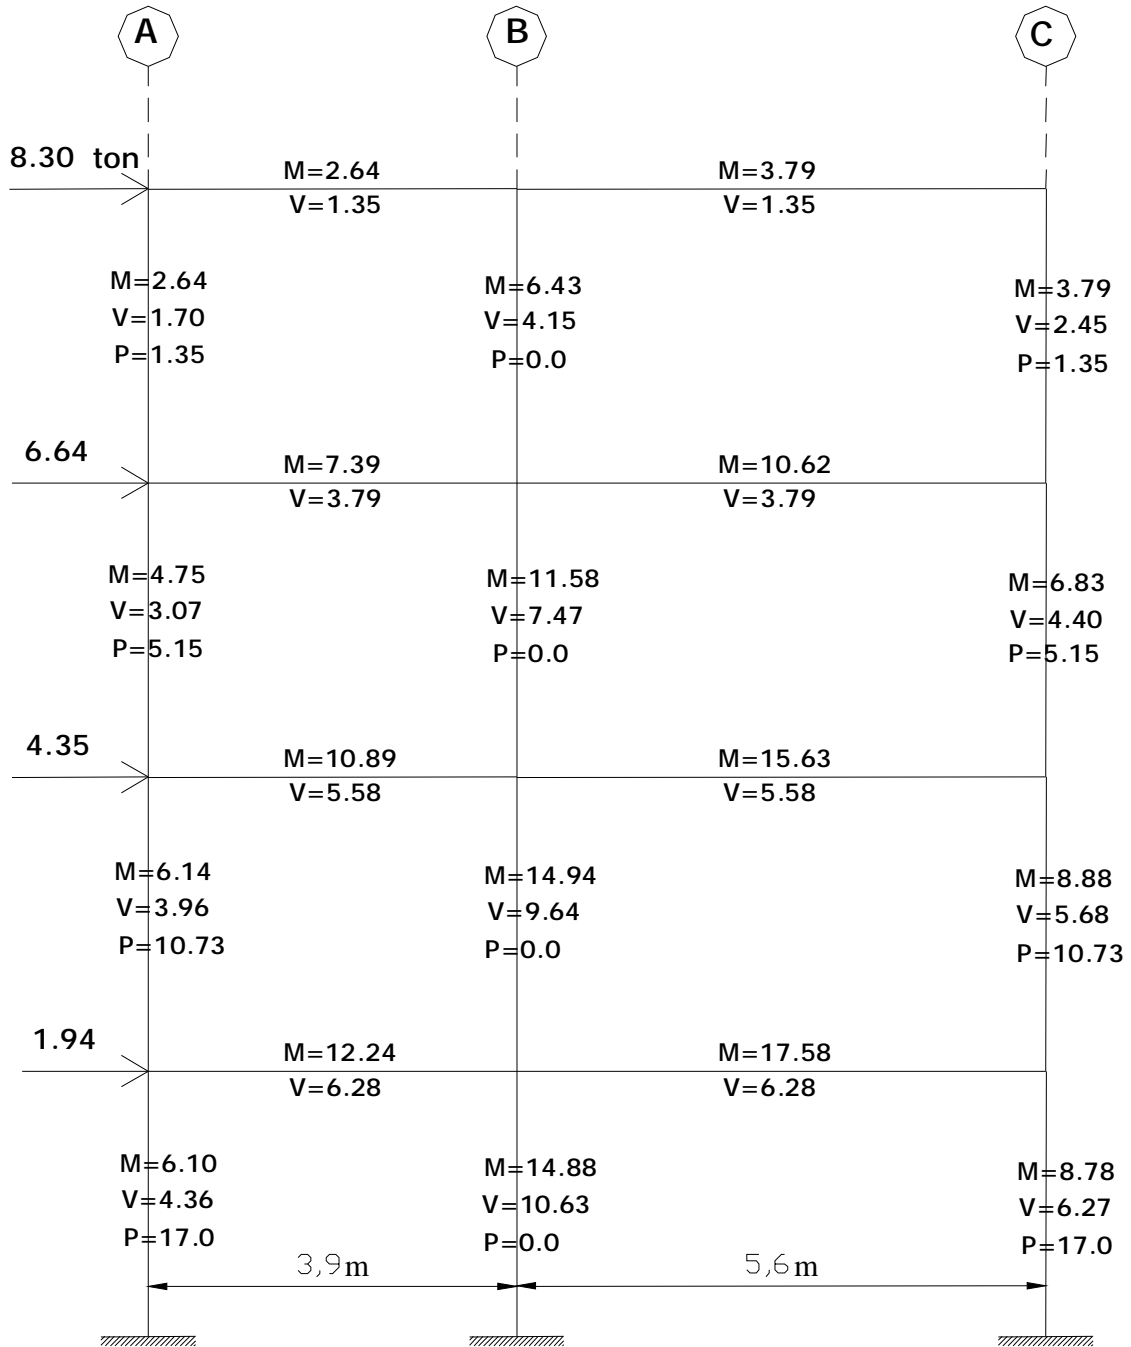 A B C
8.30 ton
M=2.64 M=3.79
V=1.35 V=1.35
M=2.64 M=6.43 M=3.79
V=1.70 V=4.15 V=2.45
P=1.35 P=0.0 P=1.35
6.64
M=7.39 M=10.62
V=3.79 V=3.79
M=4.75 M=11.58 M=6.83
V=3.07 V=7.47 V=4.40
P=5.15 P=0.0 P=5.15
4.35
M=10.89 M=15.63
V=5.58 V=5.58
M=6.14 M=14.94 M=8.88
V=3.96 V=9.64 V=5.68
P=10.73 P=0.0 P=10.73
1.94
M=12.24 M=17.58
V=6.28 V=6.28
M=6.10 M=14.88 M=8.78
V=4.36 V=10.63 V=6.27
P=17.0 P=0.0 P=17.0
3,9m 5,6m